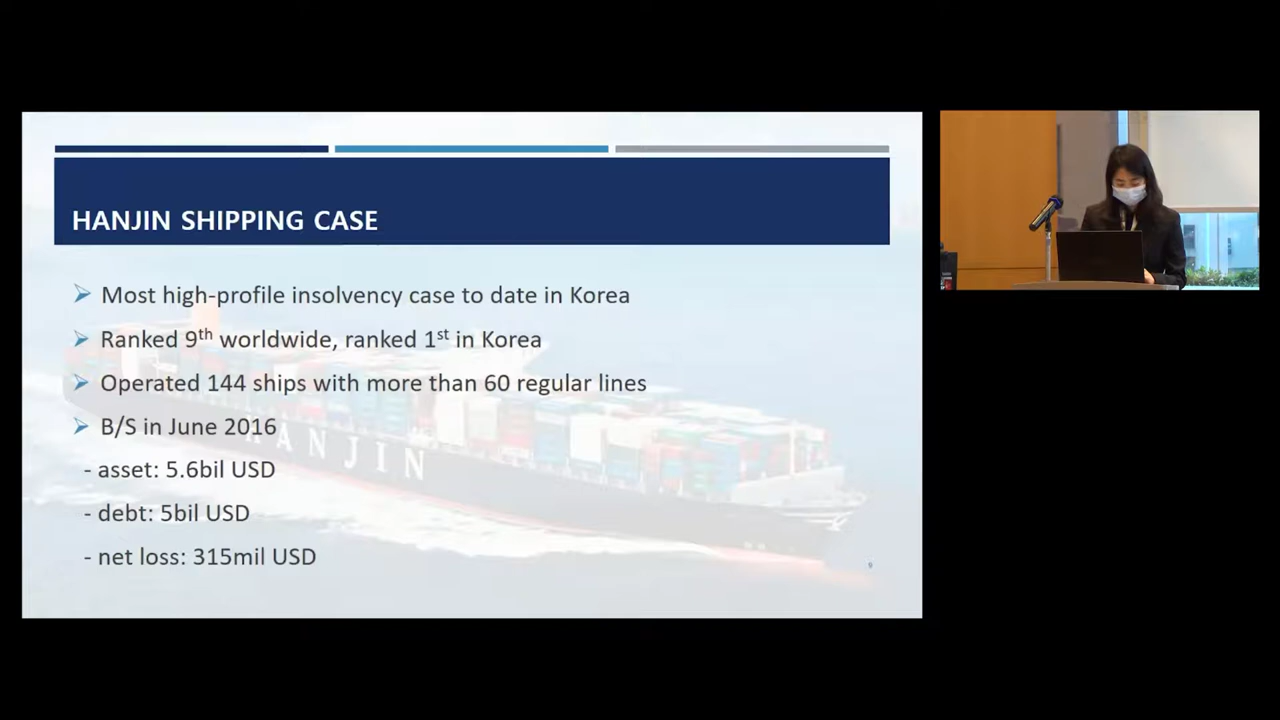 HANJIN SHIPPING CASE
Most high-profile insolvency case to date in Korea
Ranked 9th worldwide, ranked 1st in Korea
Operated 144 ships with more than 60 regular lines
B/S in June 2016
- asset: 5.6bil USD
- debt: 5bil USD
- net loss: 315mil USD
HANJIN
9